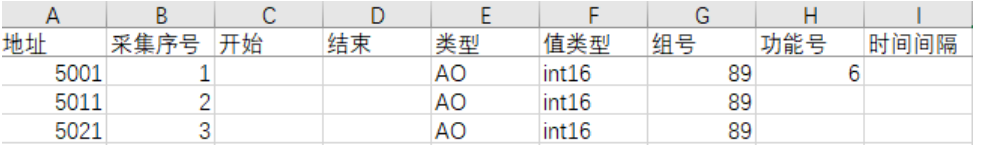 A B C D E F G H I
地址 采集序号 开始 结束 类型 值类型 组号 功能号 时间间隔
5001 1 AO int16 89 6
5011 2 AO int16 89
5021 3 AO int16 89